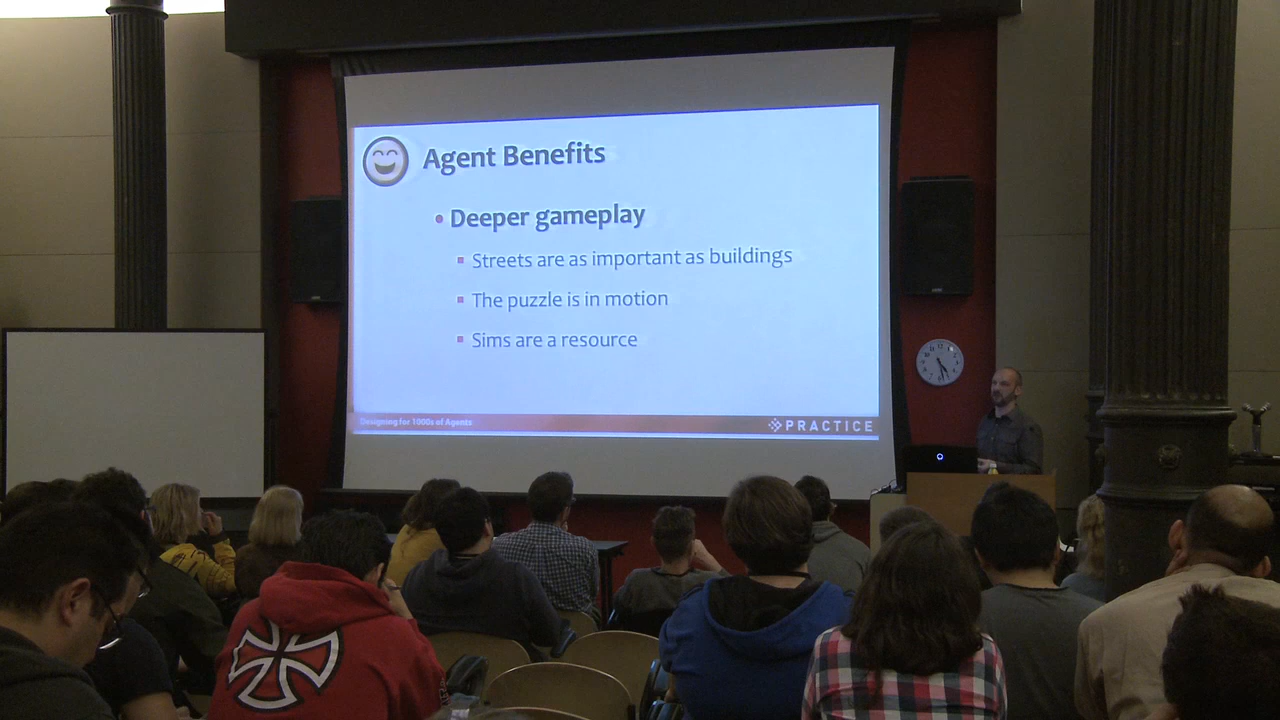 Agent Benefits
• Deeper gameplay
▪ Streets are as important as buildings
▪ The puzzle is in motion
▪ Sims are a resource
Designing for 1000s of Agents
PRACTICE